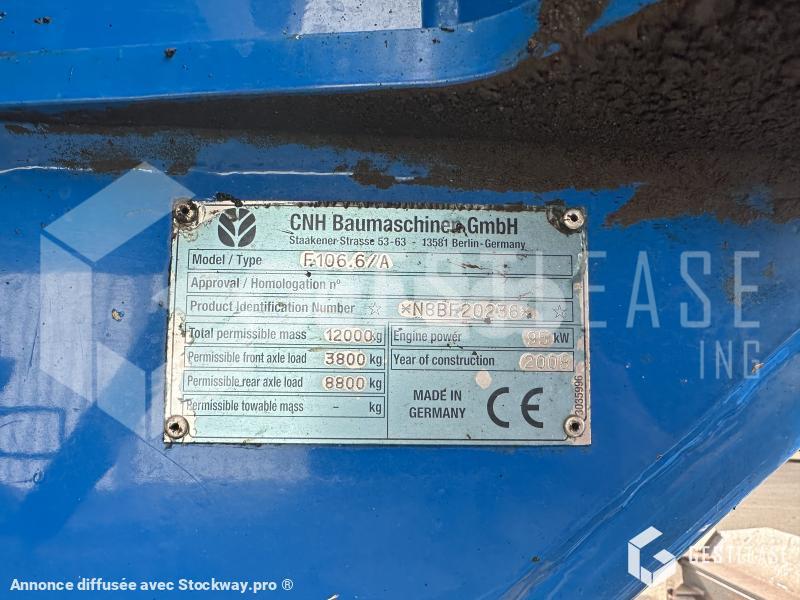 CNH Baumaschinen GmbH
Staakener Strasse 53-63 - 13581 Berlin-Germany
Model / Type F106.6/A
Approval / Homologation nº
Product Identification Number ☆ *N8BF20236* ☆
Total permissible mass 12000 kg
Engine power kW
Permissible front axle load 3800 kg
Year of construction
Permissible rear axle load 8800 kg
Permissible towable mass - kg
MADE IN
GERMANY
CE
3035996
GESTLEASE
ING
GESTLEASE
Annonce diffusée avec Stockway.pro ®